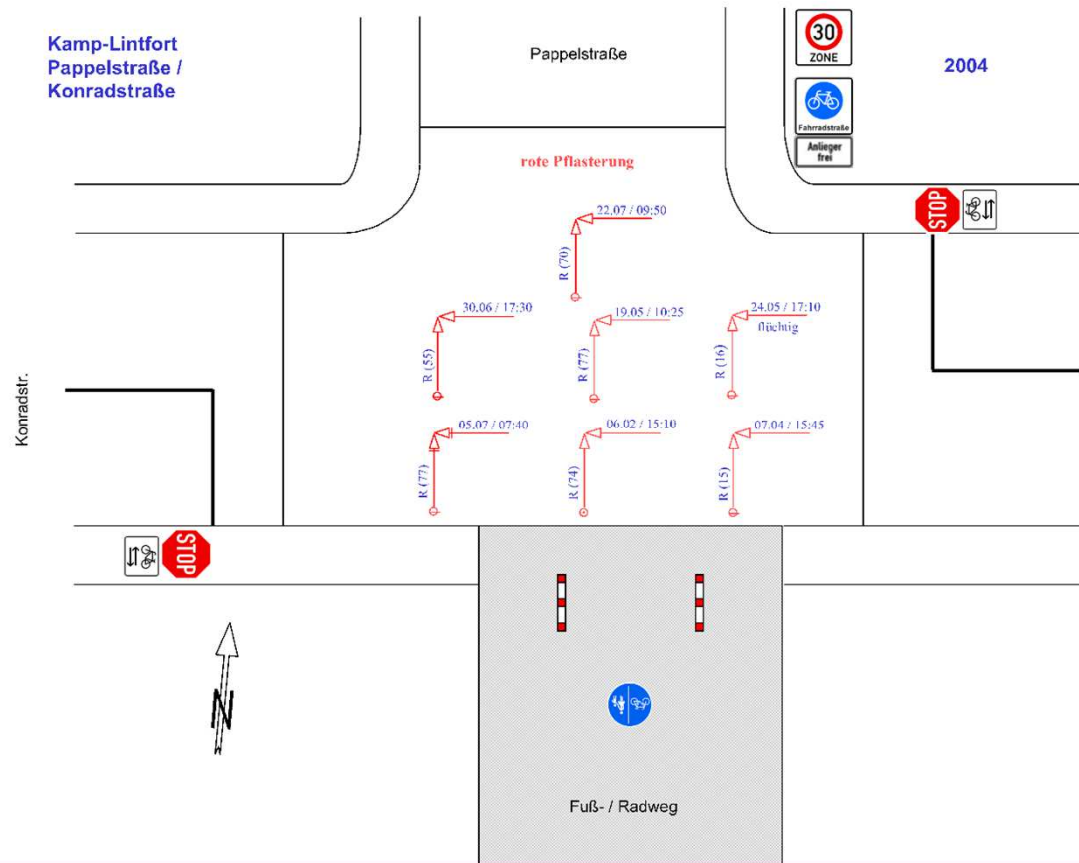 Kamp-Lintfort
Pappelstraße /
Konradstraße
Pappelstraße
30
ZONE
Fahrradstraße
Anlieger
frei
2004
rote Pflasterung
STOP
22.07 / 09:50
R (70)
30.06 / 17:30
R (55)
19.05 / 10:25
R (77)
24.05 / 17:10
flüchtig
R (16)
Konradstr.
05.07 / 07:40
R (77)
06.02 / 15:10
R (74)
07.04 / 15:45
R (15)
STOP
N
Fuß- / Radweg